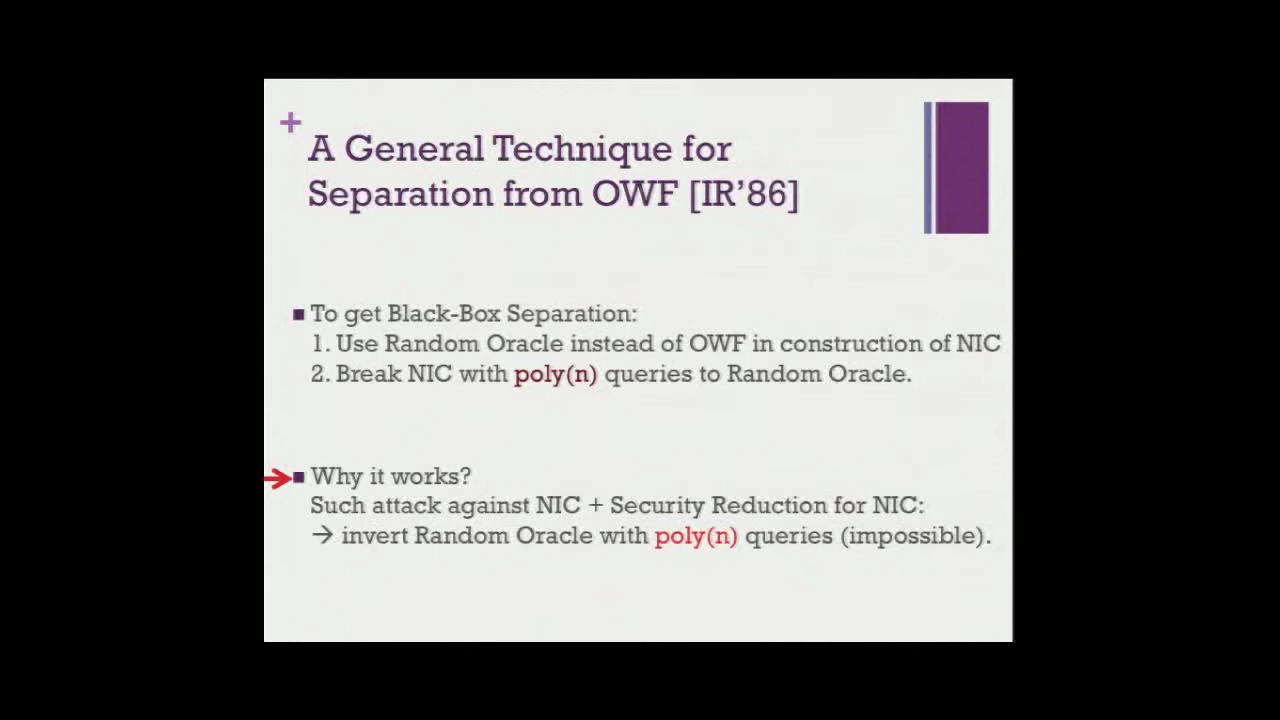 +
A General Technique for
Separation from OWF [IR’86]
■ To get Black-Box Separation:
1. Use Random Oracle instead of OWF in construction of NIC
2. Break NIC with poly(n) queries to Random Oracle.
■ Why it works?
Such attack against NIC + Security Reduction for NIC:
→ invert Random Oracle with poly(n) queries (impossible).